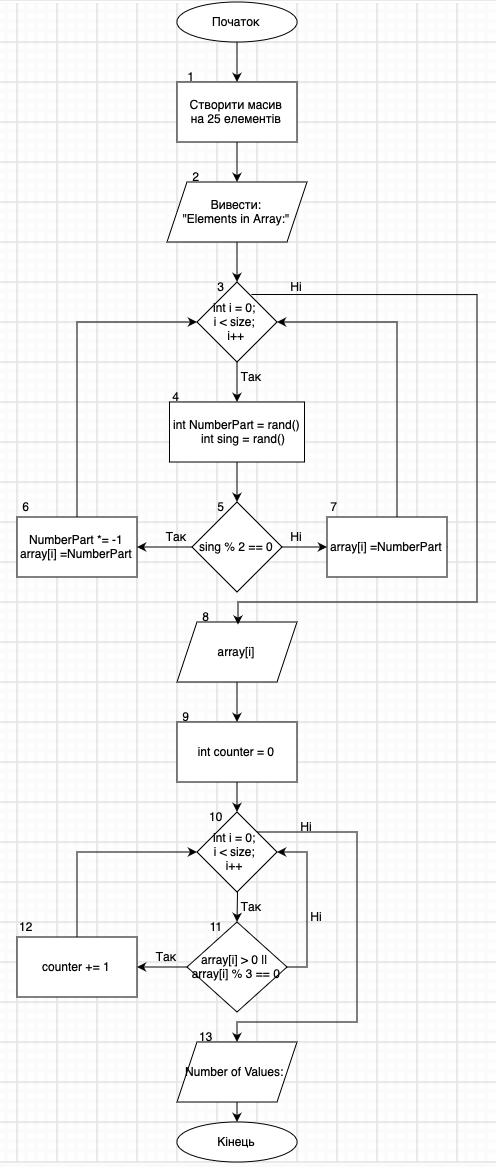 Початок
1
Створити масив
на 25 елементів
2
Вивести:
"Elements in Array:"
3
Ні
int i = 0;
i < size;
i++
Так
4
int NumberPart = rand()
int sing = rand()
6
5
7
NumberPart *= -1
array[i] =NumberPart
Так
sing % 2 == 0
Ні
array[i] =NumberPart
8
array[i]
9
int counter = 0
10
Ні
int i = 0;
i < size;
i++
Так
Ні
12
11
counter += 1
Так
array[i] > 0 ||
array[i] % 3 == 0
13
Number of Values:
Кінець